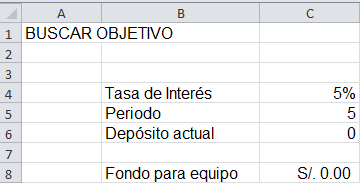 A B C
1 BUSCAR OBJETIVO
2
3
4 Tasa de Interés 5%
5 Periodo 5
6 Depósito actual 0
7
8 Fondo para equipo S/. 0.00